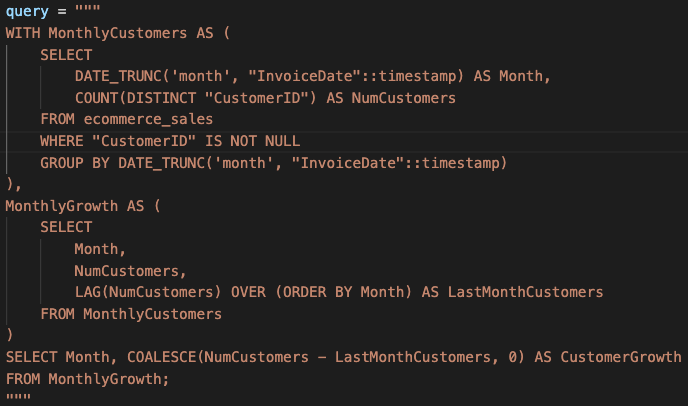 query = """
WITH MonthlyCustomers AS (
    SELECT
        DATE_TRUNC('month', "InvoiceDate"::timestamp) AS Month,
        COUNT(DISTINCT "CustomerID") AS NumCustomers
    FROM ecommerce_sales
    WHERE "CustomerID" IS NOT NULL
    GROUP BY DATE_TRUNC('month', "InvoiceDate"::timestamp)
),
MonthlyGrowth AS (
    SELECT
        Month,
        NumCustomers,
        LAG(NumCustomers) OVER (ORDER BY Month) AS LastMonthCustomers
    FROM MonthlyCustomers
)
SELECT Month, COALESCE(NumCustomers - LastMonthCustomers, 0) AS CustomerGrowth
FROM MonthlyGrowth;
"""